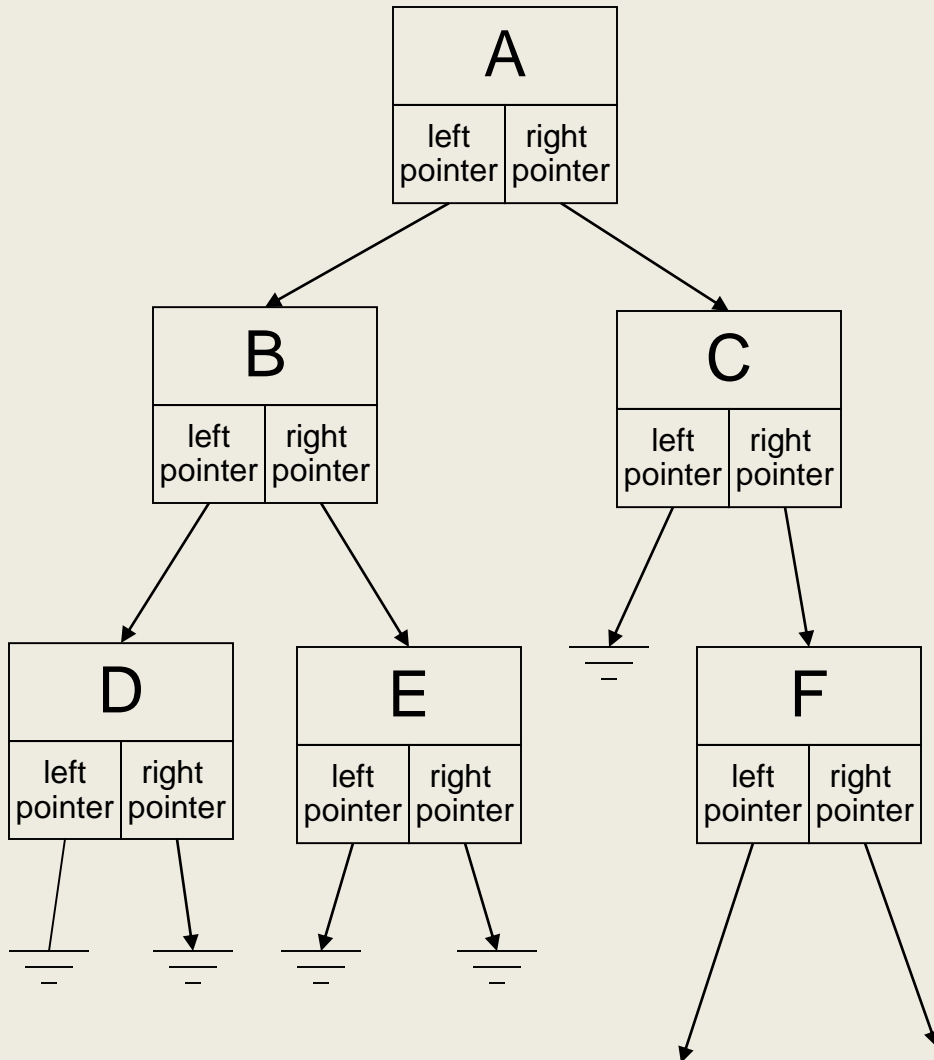 A
left
pointer
right
pointer
B
left
pointer
right
pointer
C
left
pointer
right
pointer
D
left
pointer
right
pointer
E
left
pointer
right
pointer
F
left
pointer
right
pointer